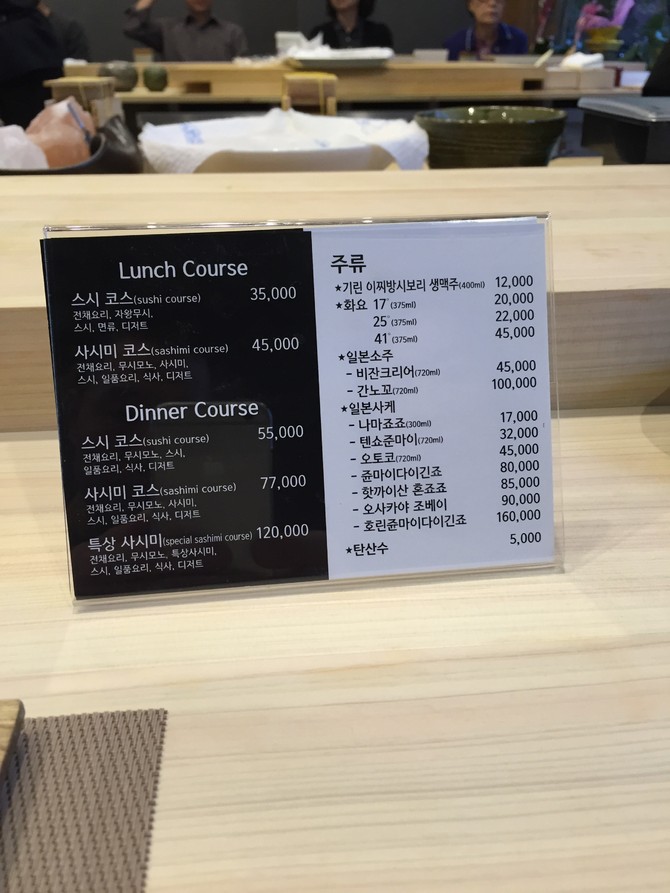 Lunch Course
스시 코스(sushi course) 35,000
전채요리, 자왕무시,
스시, 면류, 디저트
사시미 코스(sashimi course) 45,000
전채요리, 무시모노, 사시미,
스시, 일품요리, 식사, 디저트
Dinner Course
스시 코스(sushi course) 55,000
전채요리, 무시모노, 스시,
일품요리, 식사, 디저트
사시미 코스(sashimi course) 77,000
전채요리, 무시모노, 사시미,
스시, 일품요리, 식사, 디저트
특상 사시미(special sashimi course) 120,000
전채요리, 무시모노, 특상사시미,
스시, 일품요리, 식사, 디저트
주류
★기린 이찌방시보리 생맥주(400ml) 12,000
★화요 17°(375ml) 20,000
25°(375ml) 22,000
41°(375ml) 45,000
★일본소주
- 비잔크리어(720ml) 45,000
- 간노꼬(720ml) 100,000
★일본사케
- 나마죠죠(300ml) 17,000
- 텐쇼준마이(720ml) 32,000
- 오토코(720ml) 45,000
- 쥰마이다이긴죠 80,000
- 핫까이산 혼죠죠 85,000
- 오사카야 조베이 90,000
- 호린쥰마이다이긴죠 160,000
★탄산수 5,000